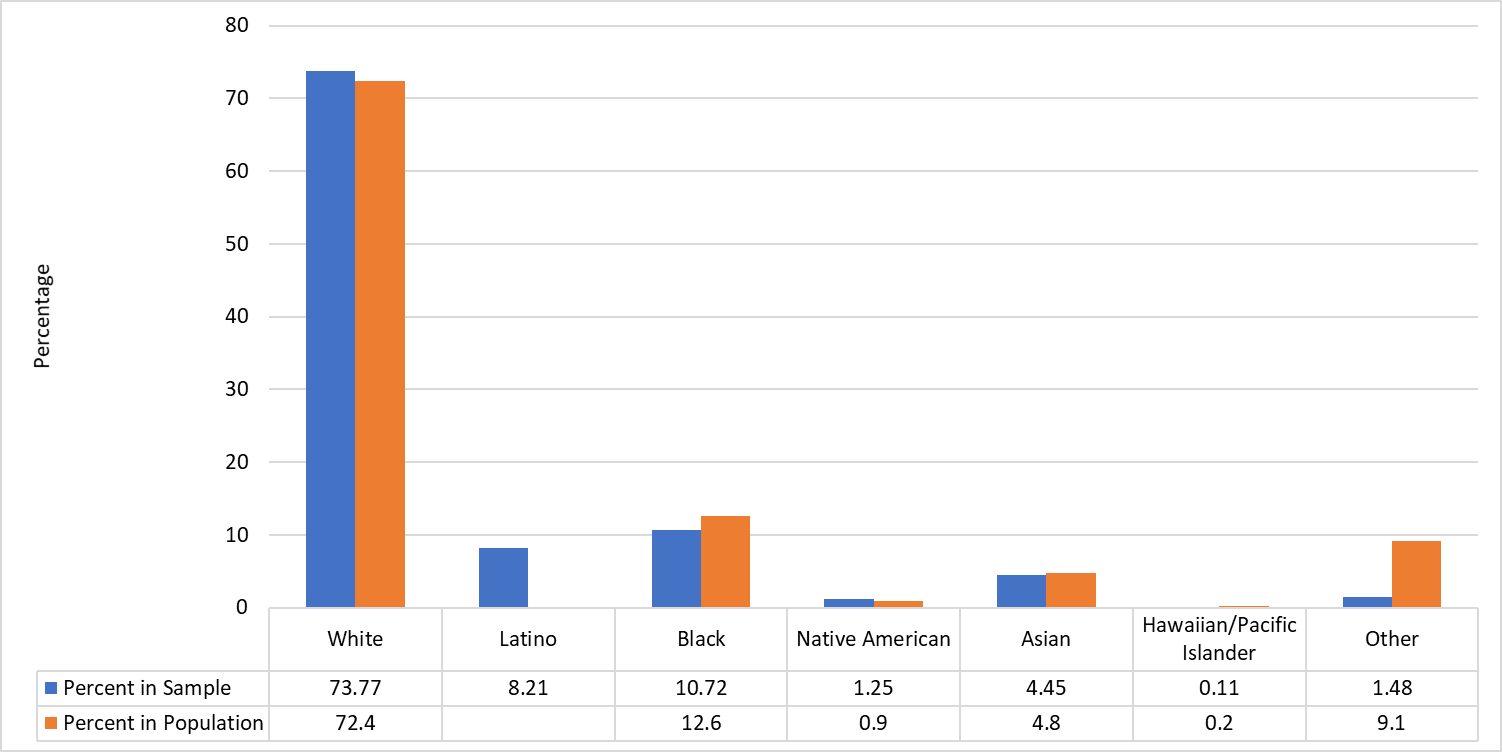 80
70
60
50
40
30
20
10
0
Percentage
White Latino Black Native American Asian Hawaiian/Pacific Islander Other
Percent in Sample 73.77 8.21 10.72 1.25 4.45 0.11 1.48
Percent in Population 72.4 12.6 0.9 4.8 0.2 9.1